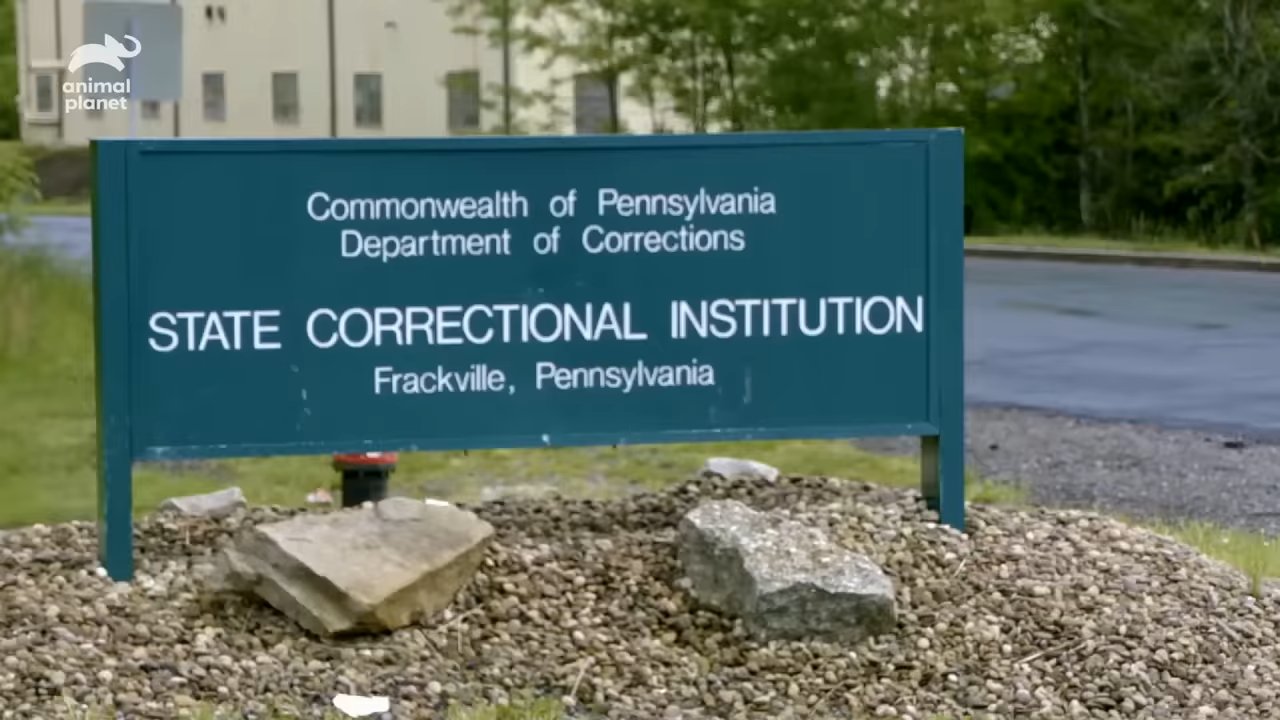 animal
planet
Commonwealth of Pennsylvania
Department of Corrections
STATE CORRECTIONAL INSTITUTION
Frackville, Pennsylvania